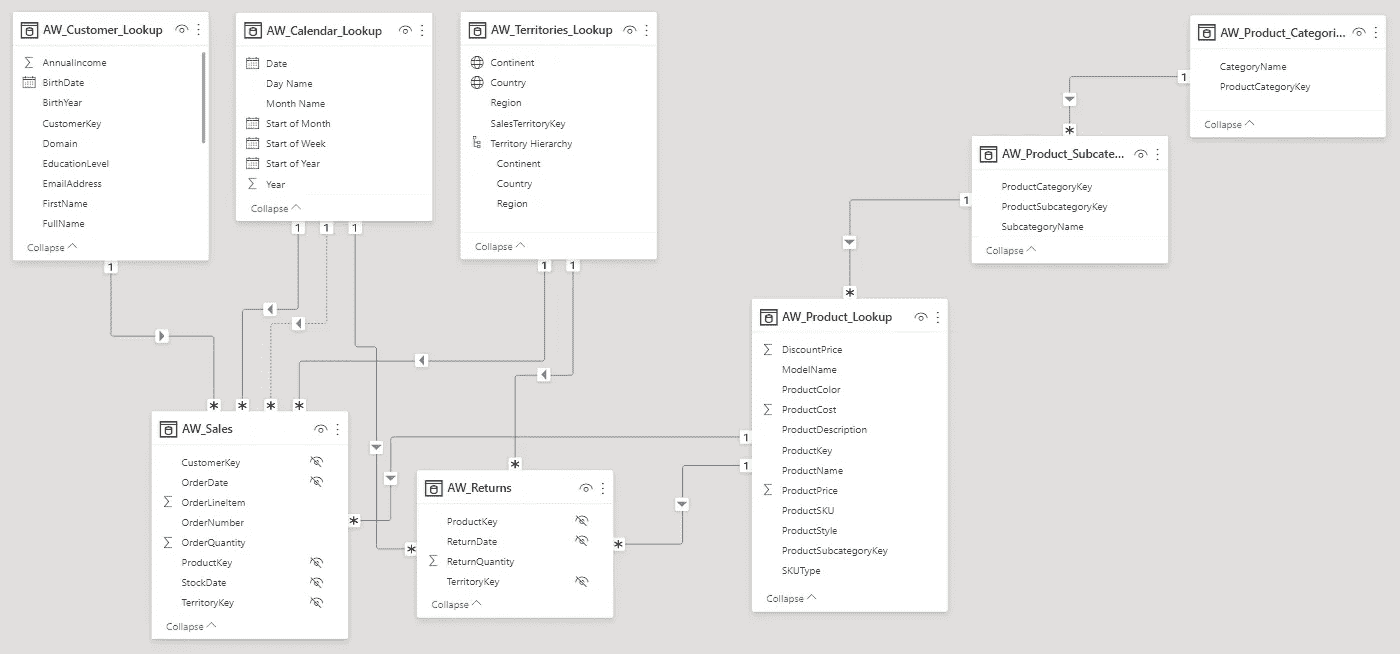 AW_Customer_Lookup
AnnualIncome
BirthDate
BirthYear
CustomerKey
Domain
EducationLevel
EmailAddress
FirstName
FullName
Collapse
1
AW_Calendar_Lookup
Date
Day Name
Month Name
Start of Month
Start of Week
Start of Year
Year
Collapse
1 1 1
AW_Territories_Lookup
Continent
Country
Region
SalesTerritoryKey
Territory Hierarchy
Continent
Country
Region
Collapse
1 1
AW_Product_Categori...
CategoryName
ProductCategoryKey
Collapse
1
*
AW_Product_Subcate...
ProductCategoryKey
ProductSubcategoryKey
SubcategoryName
Collapse
1
*
AW_Product_Lookup
DiscountPrice
ModelName
ProductColor
ProductCost
ProductDescription
ProductKey
ProductName
ProductPrice
ProductSKU
ProductStyle
ProductSubcategoryKey
SKUType
Collapse
1
1
* * * *
AW_Sales
CustomerKey
OrderDate
OrderLineItem
OrderNumber
OrderQuantity
ProductKey
StockDate
TerritoryKey
Collapse
*
*
AW_Returns
ProductKey
ReturnDate
ReturnQuantity
TerritoryKey
Collapse
*
*